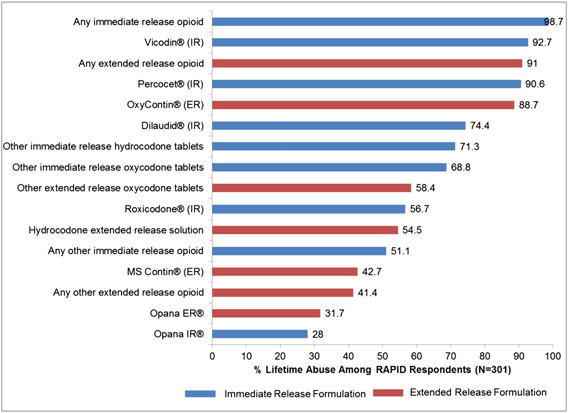 Any immediate release opioid 98.7
Vicodin® (IR) 92.7
Any extended release opioid 91
Percocet® (IR) 90.6
OxyContin® (ER) 88.7
Dilaudid® (IR) 74.4
Other immediate release hydrocodone tablets 71.3
Other immediate release oxycodone tablets 68.8
Other extended release oxycodone tablets 58.4
Roxicodone® (IR) 56.7
Hydrocodone extended release solution 54.5
Any other immediate release opioid 51.1
MS Contin® (ER) 42.7
Any other extended release opioid 41.4
Opana ER® 31.7
Opana IR® 28
0 10 20 30 40 50 60 70 80 90 100
% Lifetime Abuse Among RAPID Respondents (N=301)
Immediate Release Formulation Extended Release Formulation